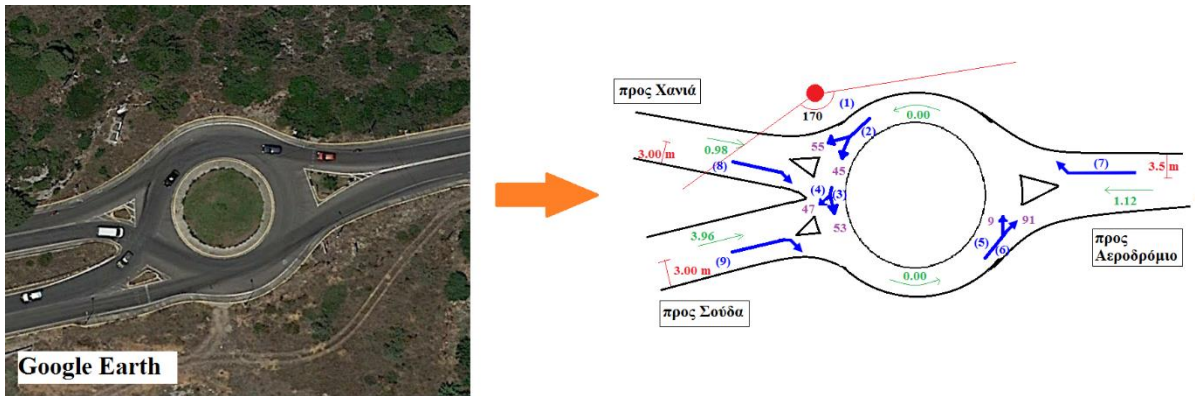 Google Earth
προς Χανιά
170
(1)
0.00
(2)
55
0.98
3.00 m
(8)
45
(7)
3.5 m
(4)
(3)
47
1.12
9
91
53
3.96
(5)
(6)
προς
Αεροδρόμιο
3.00 m
(9)
0.00
προς Σούδα